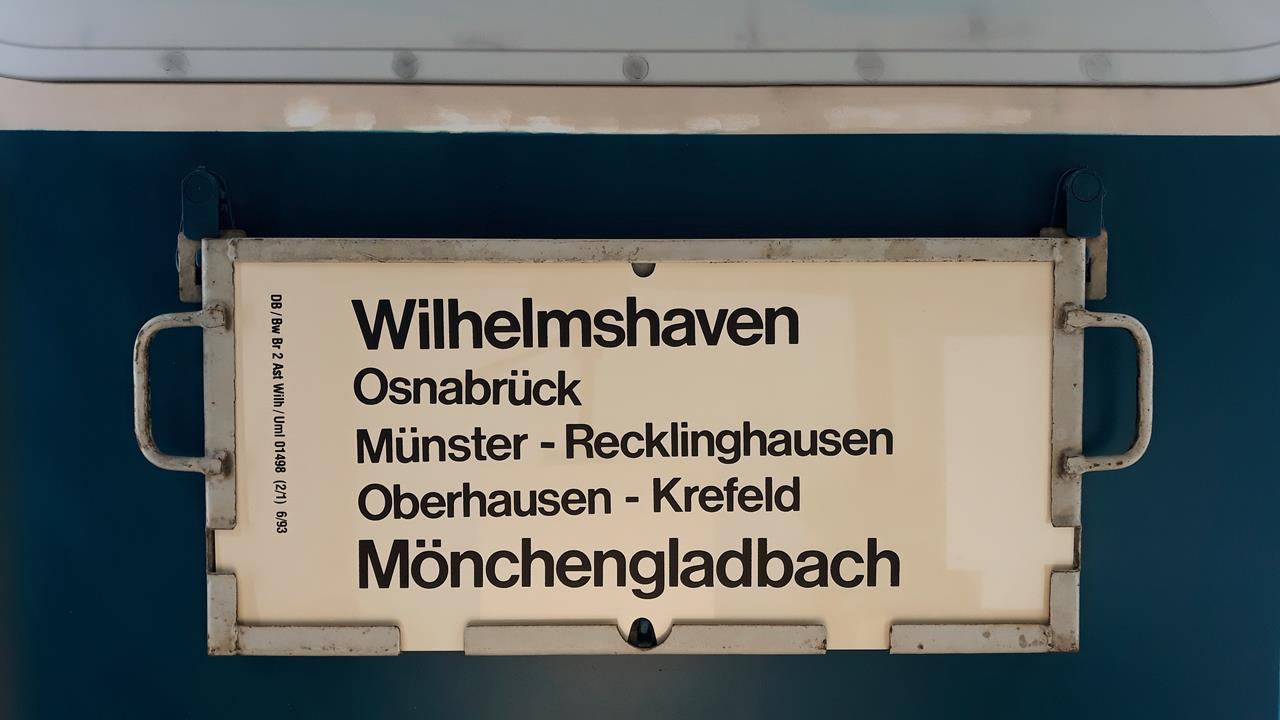 Wilhelmshaven
Osnabrück
Münster - Recklinghausen
Oberhausen - Krefeld
Mönchengladbach
DB / Bw Br 2 Ast Wilh / Uml 01498 (2/1) 6/93